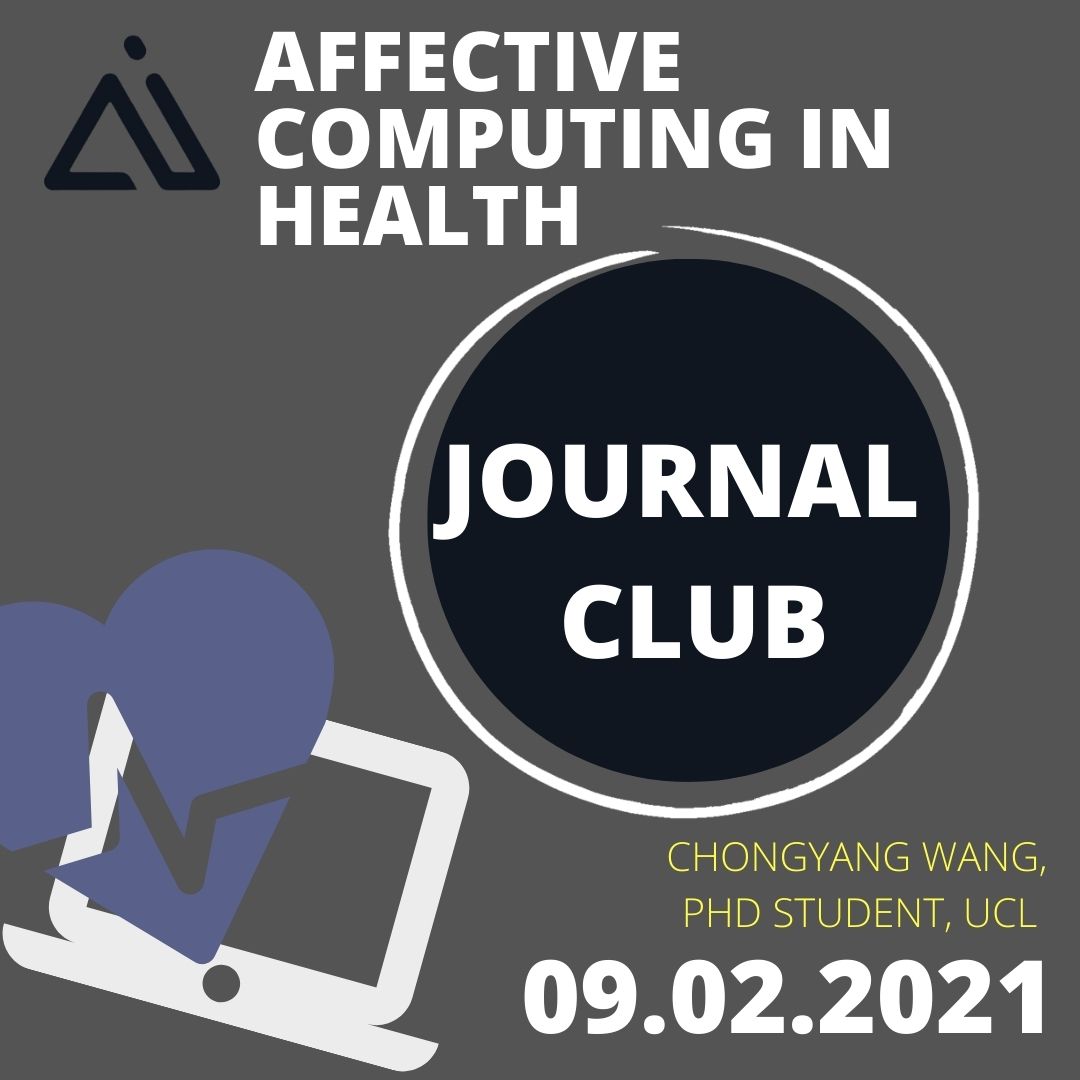 AFFECTIVE
COMPUTING IN
HEALTH
JOURNAL
CLUB
CHONGYANG WANG,
PHD STUDENT, UCL
09.02.2021